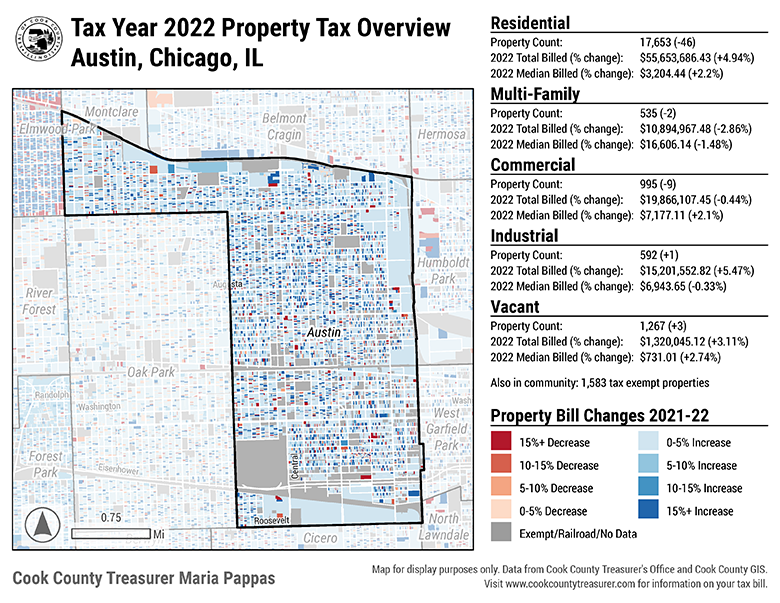 Tax Year 2022 Property Tax Overview
Austin, Chicago, IL
Montclare
Elmwood Park
Belmont
Cragin
Hermosa
Humboldt
Park
River
Forest
Augusta
Austin
Oak Park
Randolph
Washington
Wash
West
Garfield
Park
Forest
Park
Eisenhower
Central
Roosevelt
Cicero
North
Lawndale
0.75
Mi
Cook County Treasurer Maria Pappas
Residential
Property Count: 17,653 (-46)
2022 Total Billed (% change): $55,653,686.43 (+4.94%)
2022 Median Billed (% change): $3,204.44 (+2.2%)
Multi-Family
Property Count: 535 (-2)
2022 Total Billed (% change): $10,894,967.48 (-2.86%)
2022 Median Billed (% change): $16,606.14 (-1.48%)
Commercial
Property Count: 995 (-9)
2022 Total Billed (% change): $19,866,107.45 (-0.44%)
2022 Median Billed (% change): $7,177.11 (+2.1%)
Industrial
Property Count: 592 (+1)
2022 Total Billed (% change): $15,201,552.82 (+5.47%)
2022 Median Billed (% change): $6,943.65 (-0.33%)
Vacant
Property Count: 1,267 (+3)
2022 Total Billed (% change): $1,320,045.12 (+3.11%)
2022 Median Billed (% change): $731.01 (+2.74%)
Also in community: 1,583 tax exempt properties
Property Bill Changes 2021-22
15%+ Decrease
10-15% Decrease
5-10% Decrease
0-5% Decrease
0-5% Increase
5-10% Increase
10-15% Increase
15%+ Increase
Exempt/Railroad/No Data
Map for display purposes only. Data from Cook County Treasurer's Office and Cook County GIS.
Visit www.cookcountytreasurer.com for information on your tax bill.